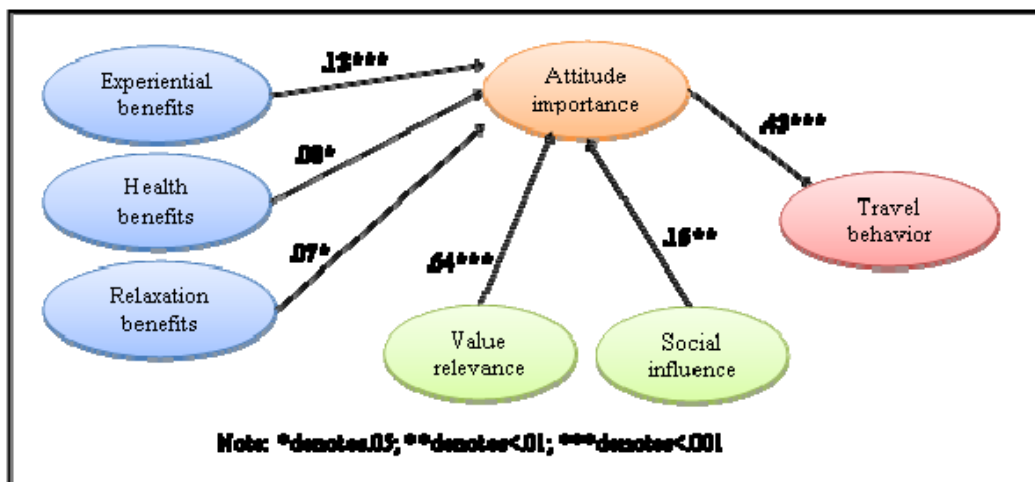 Experiential
benefits
.13***
Attitude
importance
.43***
Health
benefits
.08*
Travel
behavior
Relaxation
benefits
.07*
.64***
.16**
Value
relevance
Social
influence
Note: *denotes.05; **denotes<.01; ***denotes<.001